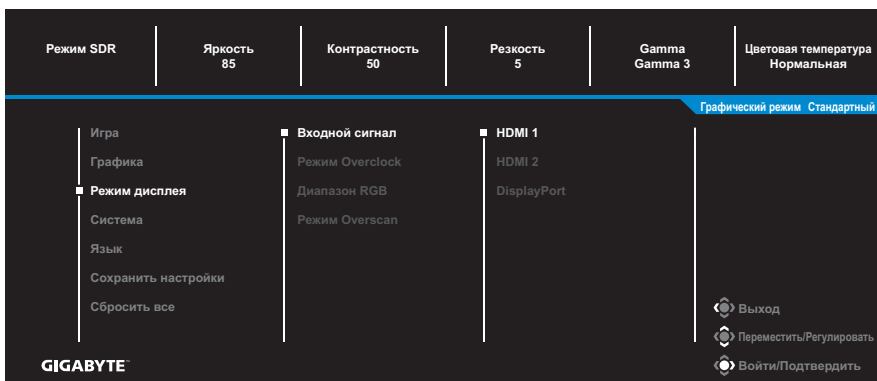 Режим SDR
Яркость
85
Контрастность
50
Резкость
5
Gamma
Gamma 3
Цветовая температура
Нормальная
Графический режим Стандартный
Игра
Графика
Режим дисплея
Система
Язык
Сохранить настройки
Сбросить все
Входной сигнал
Режим Overclock
Диапазон RGB
Режим Overscan
HDMI 1
HDMI 2
DisplayPort
Выход
Переместить/Регулировать
Войти/Подтвердить
GIGABYTE™